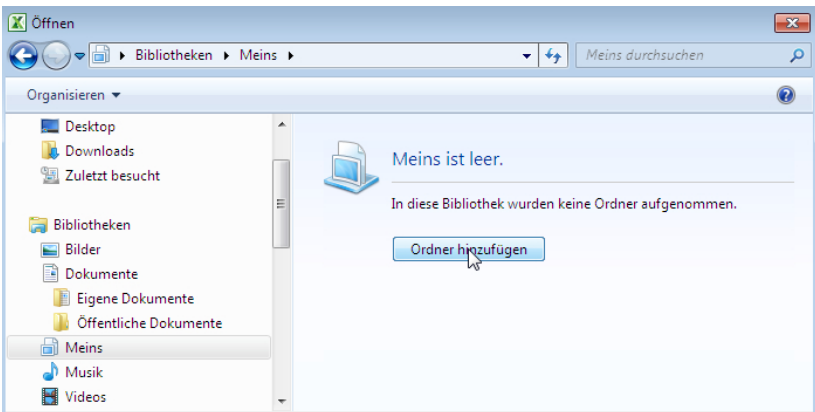 Öffnen
Bibliotheken Meins
Meins durchsuchen
Organisieren
Desktop
Downloads
Zuletzt besucht
Bibliotheken
Bilder
Dokumente
Eigene Dokumente
Öffentliche Dokumente
Meins
Musik
Videos
Meins ist leer.
In diese Bibliothek wurden keine Ordner aufgenommen.
Ordner hinzufügen